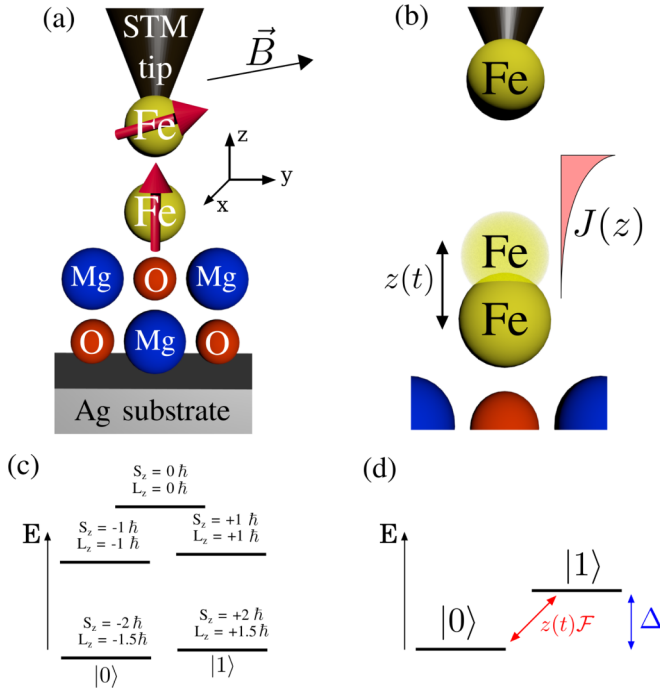 (a)
STM
tip
$\vec{B}$
Fe
z
y
x
Fe
Mg
O
Mg
O
Mg
O
Ag substrate
(b)
Fe
J(z)
Fe
z(t)
Fe
(c)
E
S_z = 0 ℏ
L_z = 0 ℏ
S_z = -1 ℏ
L_z = -1 ℏ
S_z = +1 ℏ
L_z = +1 ℏ
S_z = -2 ℏ
L_z = -1.5ℏ
S_z = +2 ℏ
L_z = +1.5ℏ
|0⟩
|1⟩
(d)
E
|1⟩
|0⟩
z(t)ℱ
Δ